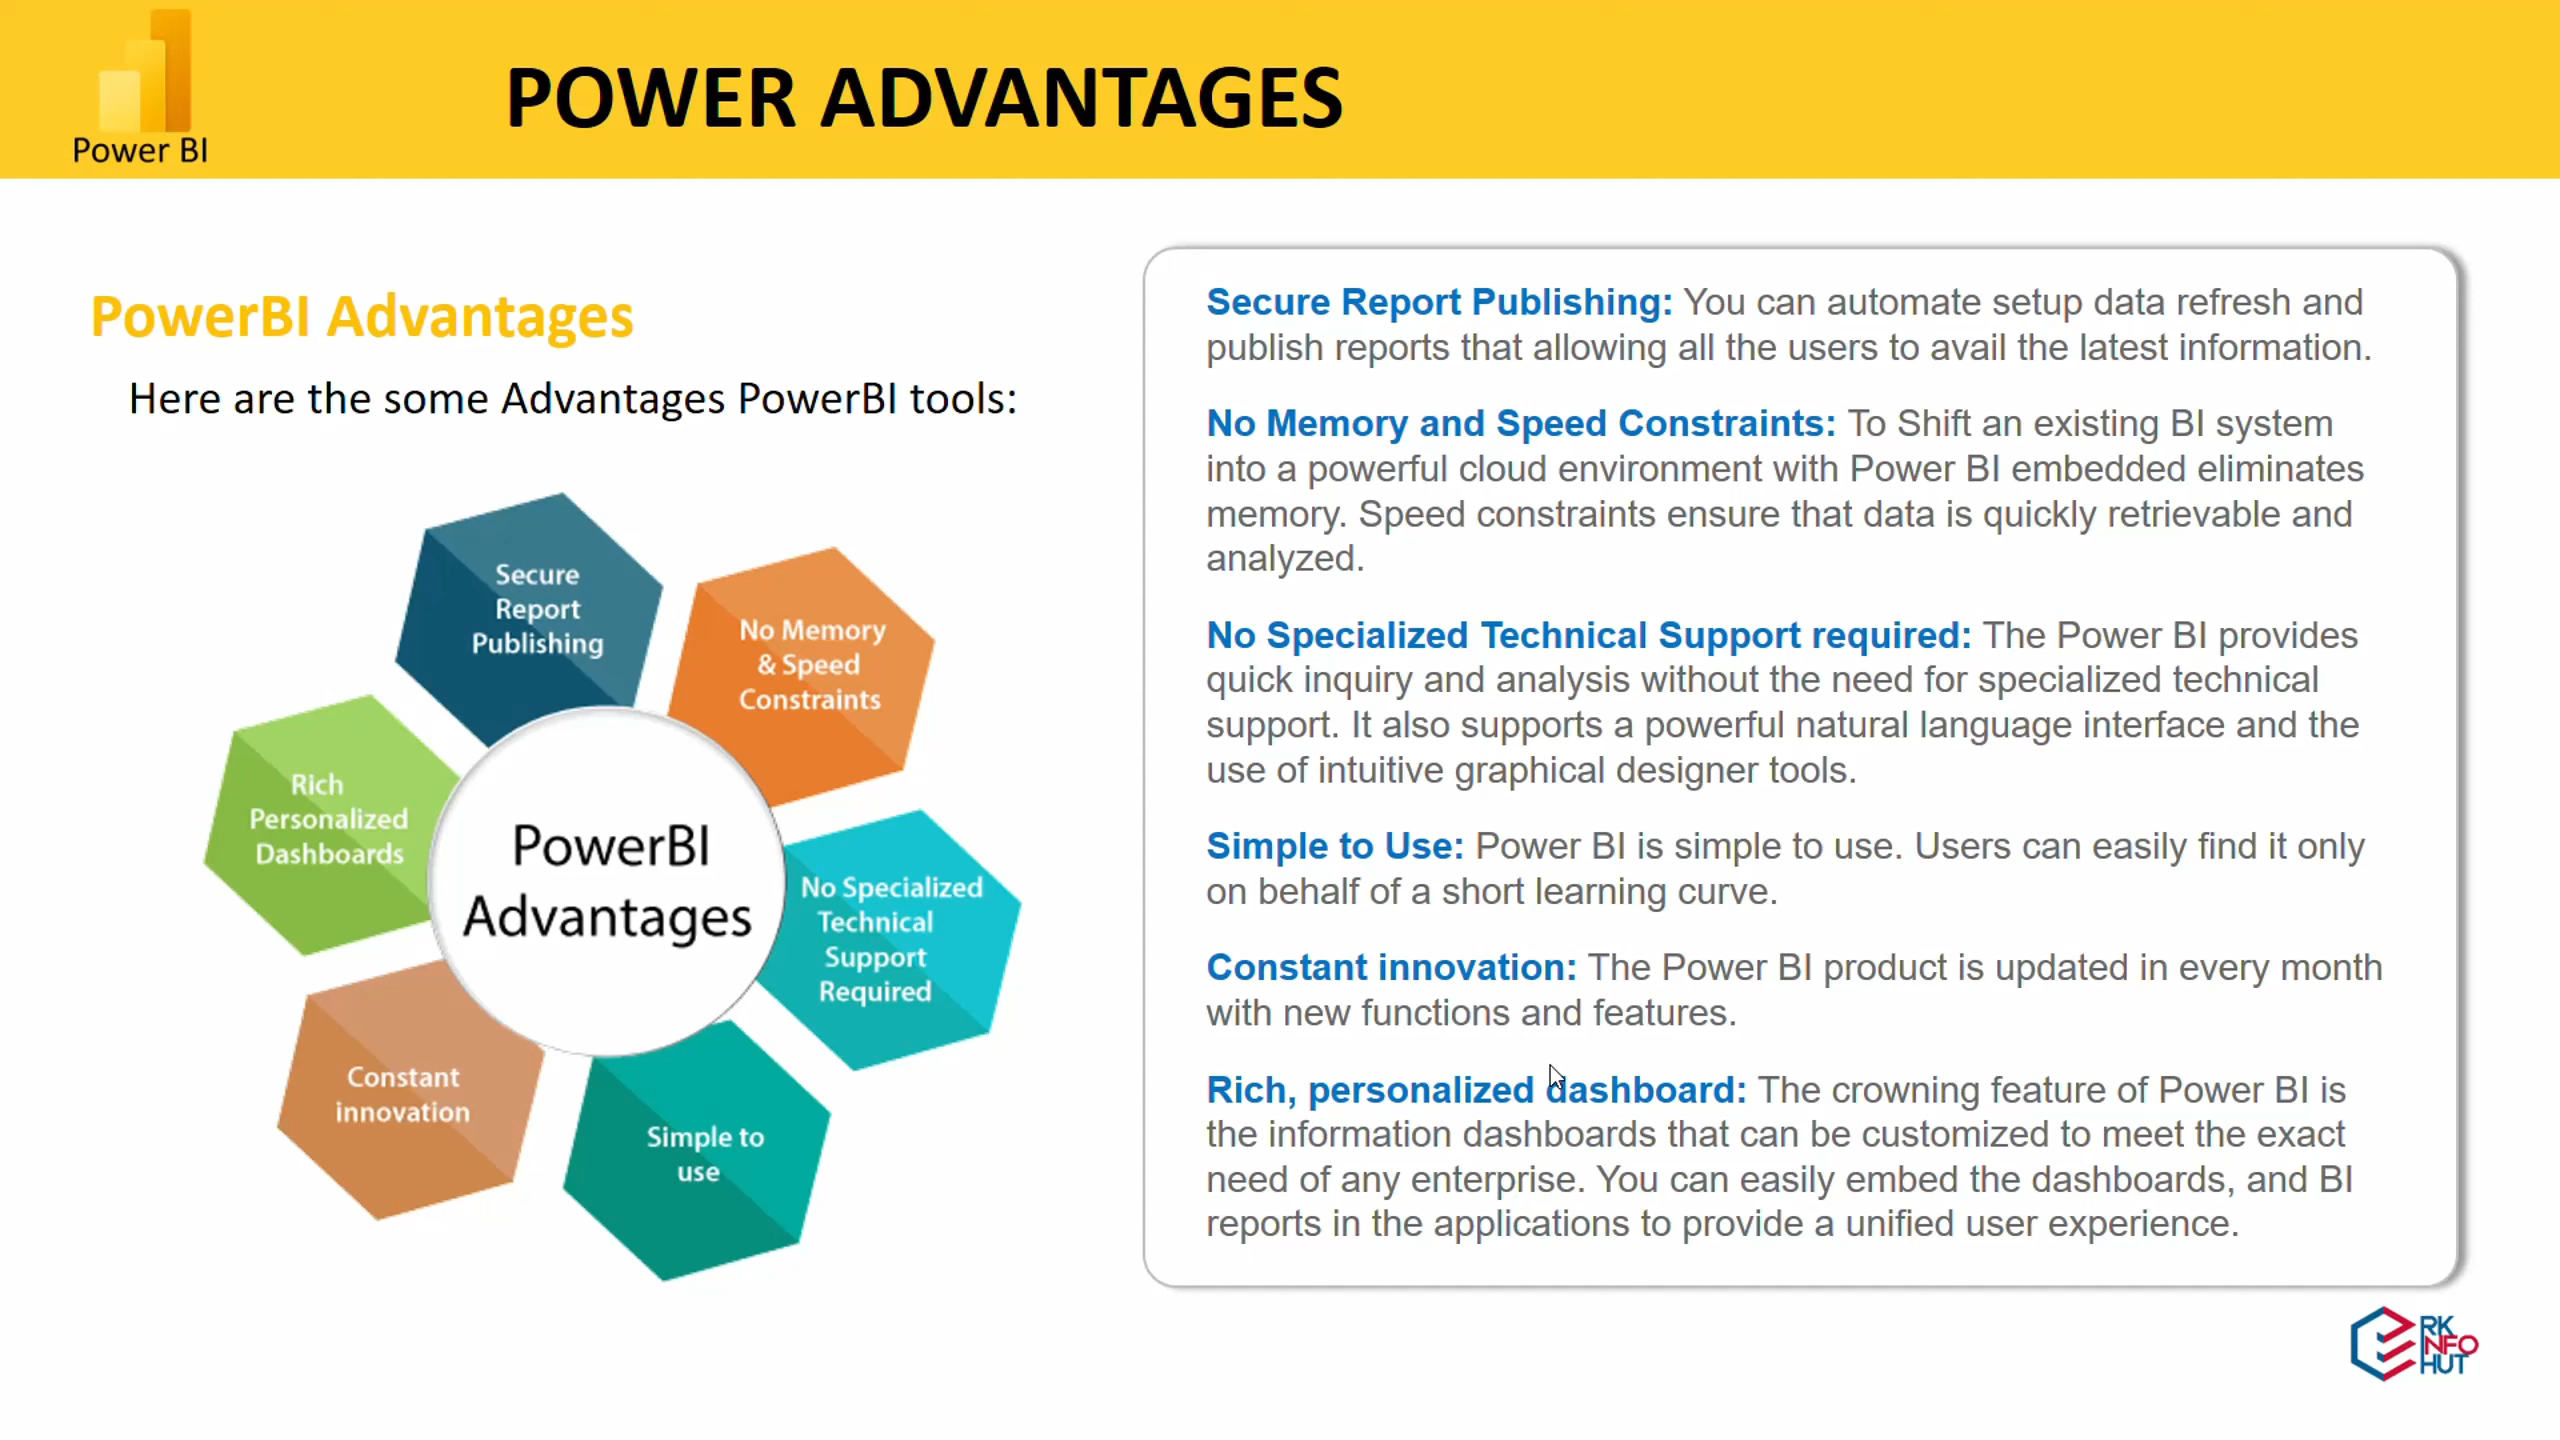 Power BI
POWER ADVANTAGES
PowerBI Advantages
Here are the some Advantages PowerBI tools:
Secure
Report
Publishing
No Memory
& Speed
Constraints
Rich
Personalized
Dashboards
PowerBI
Advantages
No Specialized
Technical
Support
Required
Constant
innovation
Simple to
use
Secure Report Publishing: You can automate setup data refresh and
publish reports that allowing all the users to avail the latest information.
No Memory and Speed Constraints: To Shift an existing BI system
into a powerful cloud environment with Power BI embedded eliminates
memory. Speed constraints ensure that data is quickly retrievable and
analyzed.
No Specialized Technical Support required: The Power BI provides
quick inquiry and analysis without the need for specialized technical
support. It also supports a powerful natural language interface and the
use of intuitive graphical designer tools.
Simple to Use: Power BI is simple to use. Users can easily find it only
on behalf of a short learning curve.
Constant innovation: The Power BI product is updated in every month
with new functions and features.
Rich, personalized dashboard: The crowning feature of Power BI is
the information dashboards that can be customized to meet the exact
need of any enterprise. You can easily embed the dashboards, and BI
reports in the applications to provide a unified user experience.
RK
INFO
HUT